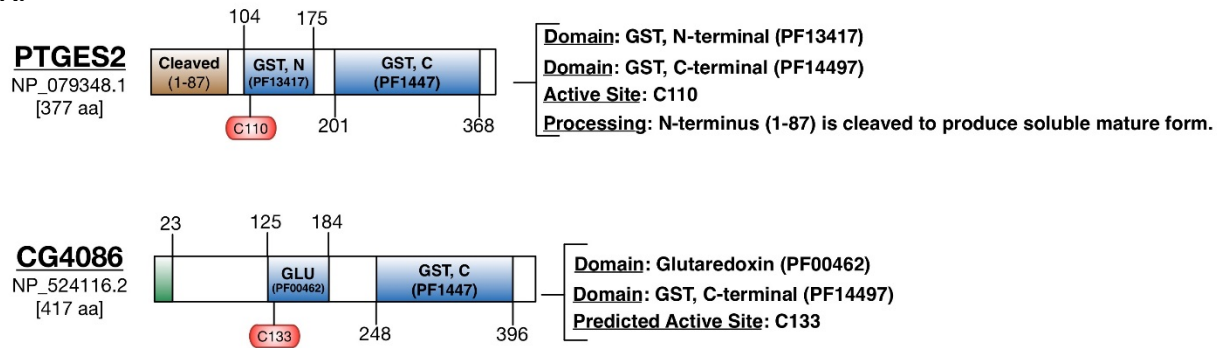 104 175
PTGES2
NP_079348.1
[377 aa]
Cleaved
(1-87)
GST, N
(PF13417)
GST, C
(PF1447)
C110
201
368
Domain: GST, N-terminal (PF13417)
Domain: GST, C-terminal (PF14497)
Active Site: C110
Processing: N-terminus (1-87) is cleaved to produce soluble mature form.
23 125 184
CG4086
NP_524116.2
[417 aa]
GLU
(PF00462)
GST, C
(PF1447)
C133
248
396
Domain: Glutaredoxin (PF00462)
Domain: GST, C-terminal (PF14497)
Predicted Active Site: C133